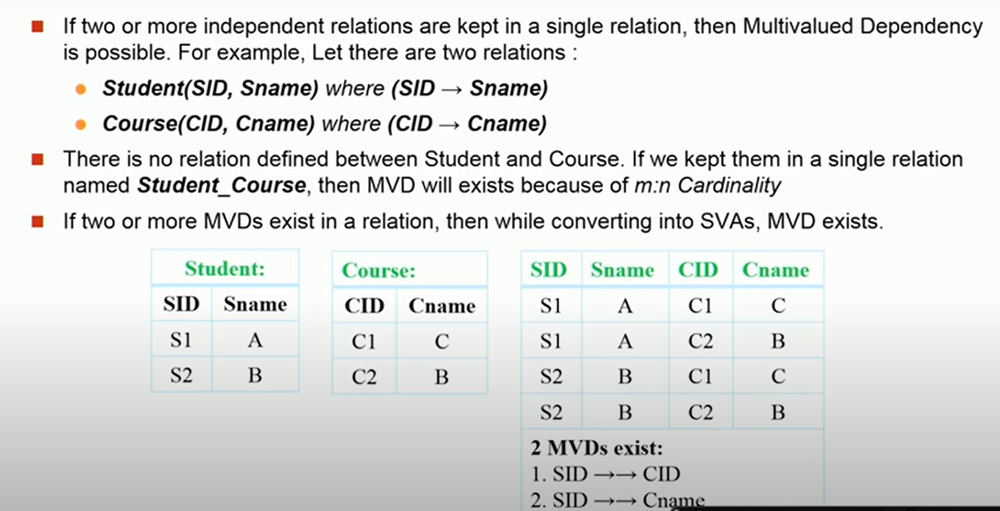 If two or more independent relations are kept in a single relation, then Multivalued Dependency
is possible. For example, Let there are two relations :
Student(SID, Sname) where (SID → Sname)
Course(CID, Cname) where (CID → Cname)
There is no relation defined between Student and Course. If we kept them in a single relation
named Student_Course, then MVD will exists because of m:n Cardinality
If two or more MVDs exist in a relation, then while converting into SVAs, MVD exists.
Student:
SID Sname
S1 A
S2 B
Course:
CID Cname
C1 C
C2 B
SID Sname CID Cname
S1 A C1 C
S1 A C2 B
S2 B C1 C
S2 B C2 B
2 MVDs exist:
1. SID →→ CID
2. SID →→ Cname